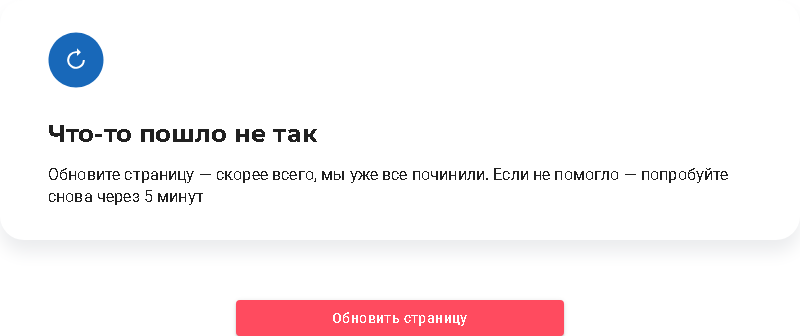 Что-то пошло не так
Обновите страницу — скорее всего, мы уже все починили. Если не помогло — попробуйте
снова через 5 минут
Обновить страницу